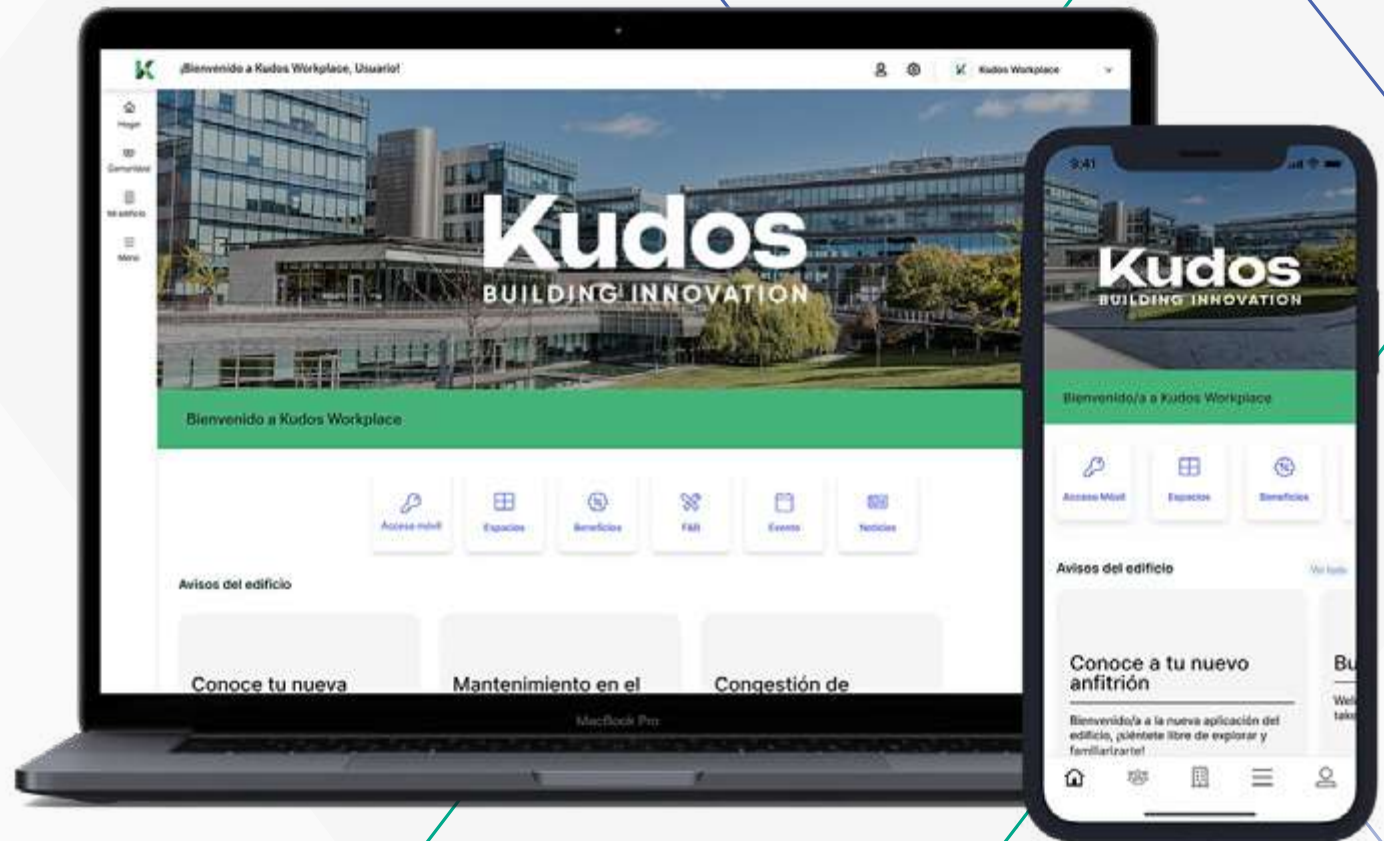 ¡Bienvenido a Kudos Workplace, Usuario!
Kudos Workplace
Hogar
Comunidad
Mi edificio
Menú
Kudos
BUILDING INNOVATION
Bienvenido a Kudos Workplace
Acceso móvil
Espacios
Beneficios
F&B
Events
Noticias
Avisos del edificio
Conoce tu nueva
Mantenimiento en el
Congestión de
MacBook Pro
9:41
Kudos
BUILDING INNOVATION
Bienvenido/a a Kudos Workplace
Acceso Móvil
Espacios
Beneficios
Avisos del edificio
Ver todo
Conoce a tu nuevo
anfitrión
Bienvenido/a a la nueva aplicación del
edificio, ¡siéntete libre de explorar y
familiarizarte!
Bu
Wel
take